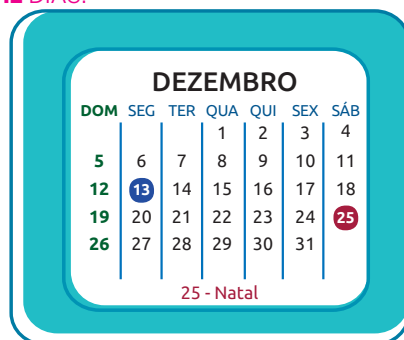 12 DIAS.
DEZEMBRO
DOM SEG TER QUA QUI SEX SÁB
1 2 3 4
5 6 7 8 9 10 11
12 13 14 15 16 17 18
19 20 21 22 23 24 25
26 27 28 29 30 31
25 - Natal